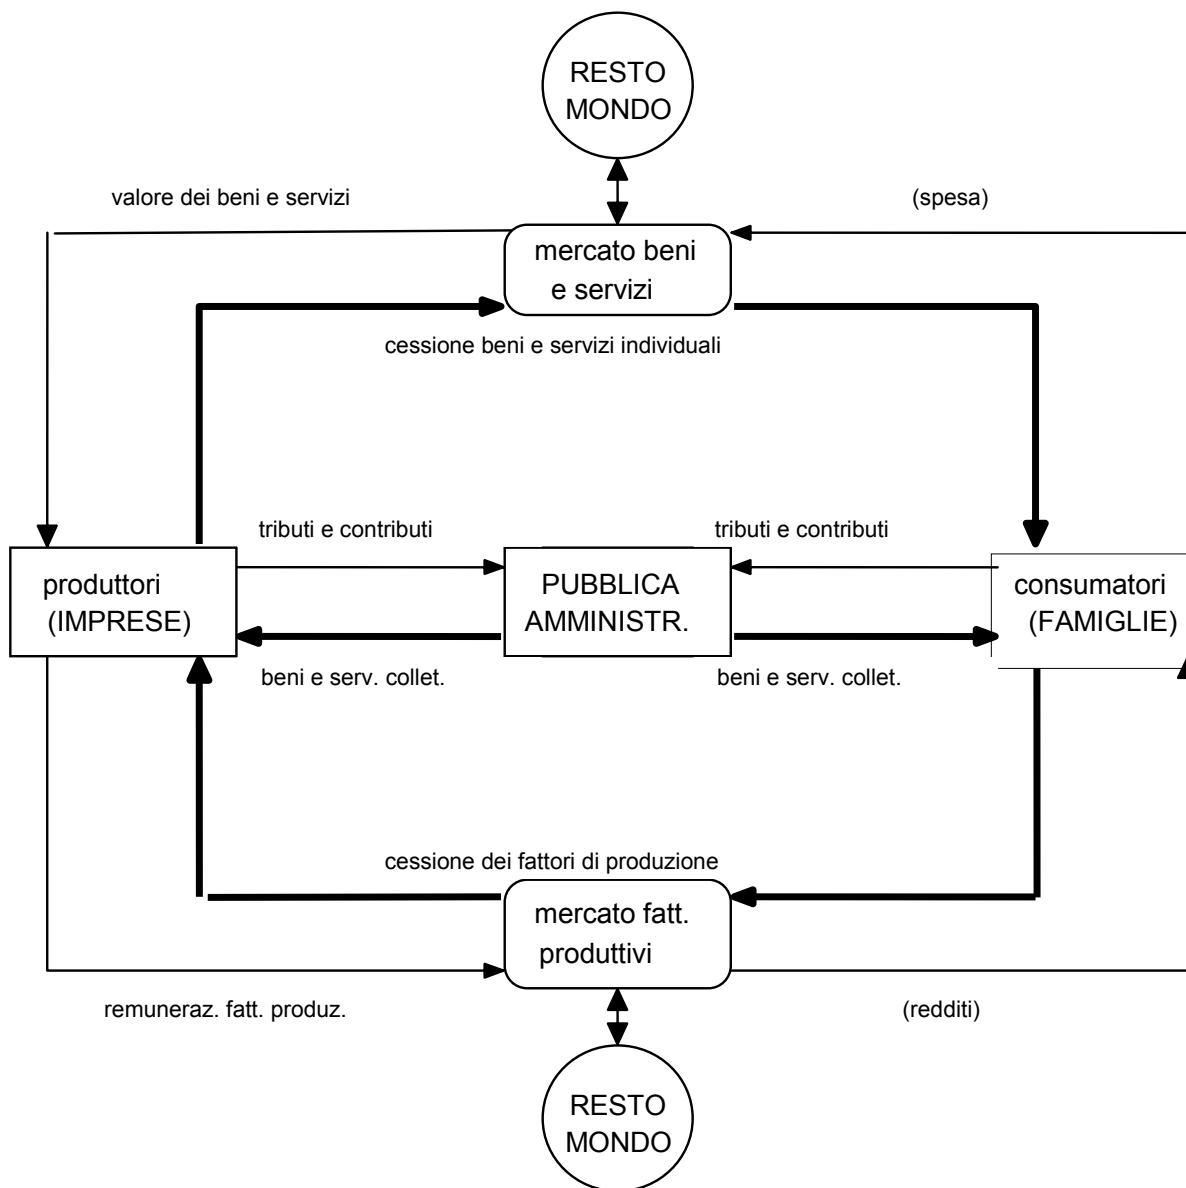 RESTO
MONDO
valore dei beni e servizi
(spesa)
mercato beni
e servizi
cessione beni e servizi individuali
tributi e contributi
tributi e contributi
produttori
(IMPRESE)
PUBBLICA
AMMINISTR.
consumatori
(FAMIGLIE)
beni e serv. collet.
beni e serv. collet.
cessione dei fattori di produzione
mercato fatt.
produttivi
remuneraz. fatt. produz.
(redditi)
RESTO
MONDO